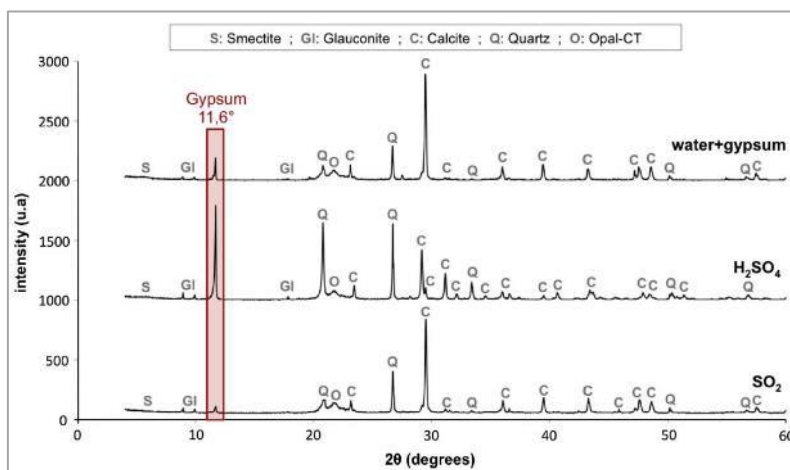 S: Smectite ; Gl: Glauconite ; C: Calcite ; Q: Quartz ; O: Opal-CT
3000
2500
2000
1500
1000
500
0
intensity (u.a)
Gypsum
11,6°
C
Q
Q O C
C Q C C C C Q Q C
S Gl Gl
water+gypsum
Q Q
C C
S Gl Gl O C C Q C C C C C C Q C Q
H₂SO₄
C
Q
Q O C
S Gl C Q C C C C C Q Q C
SO₂
0 10 20 30 40 50 60
2θ (degrees)